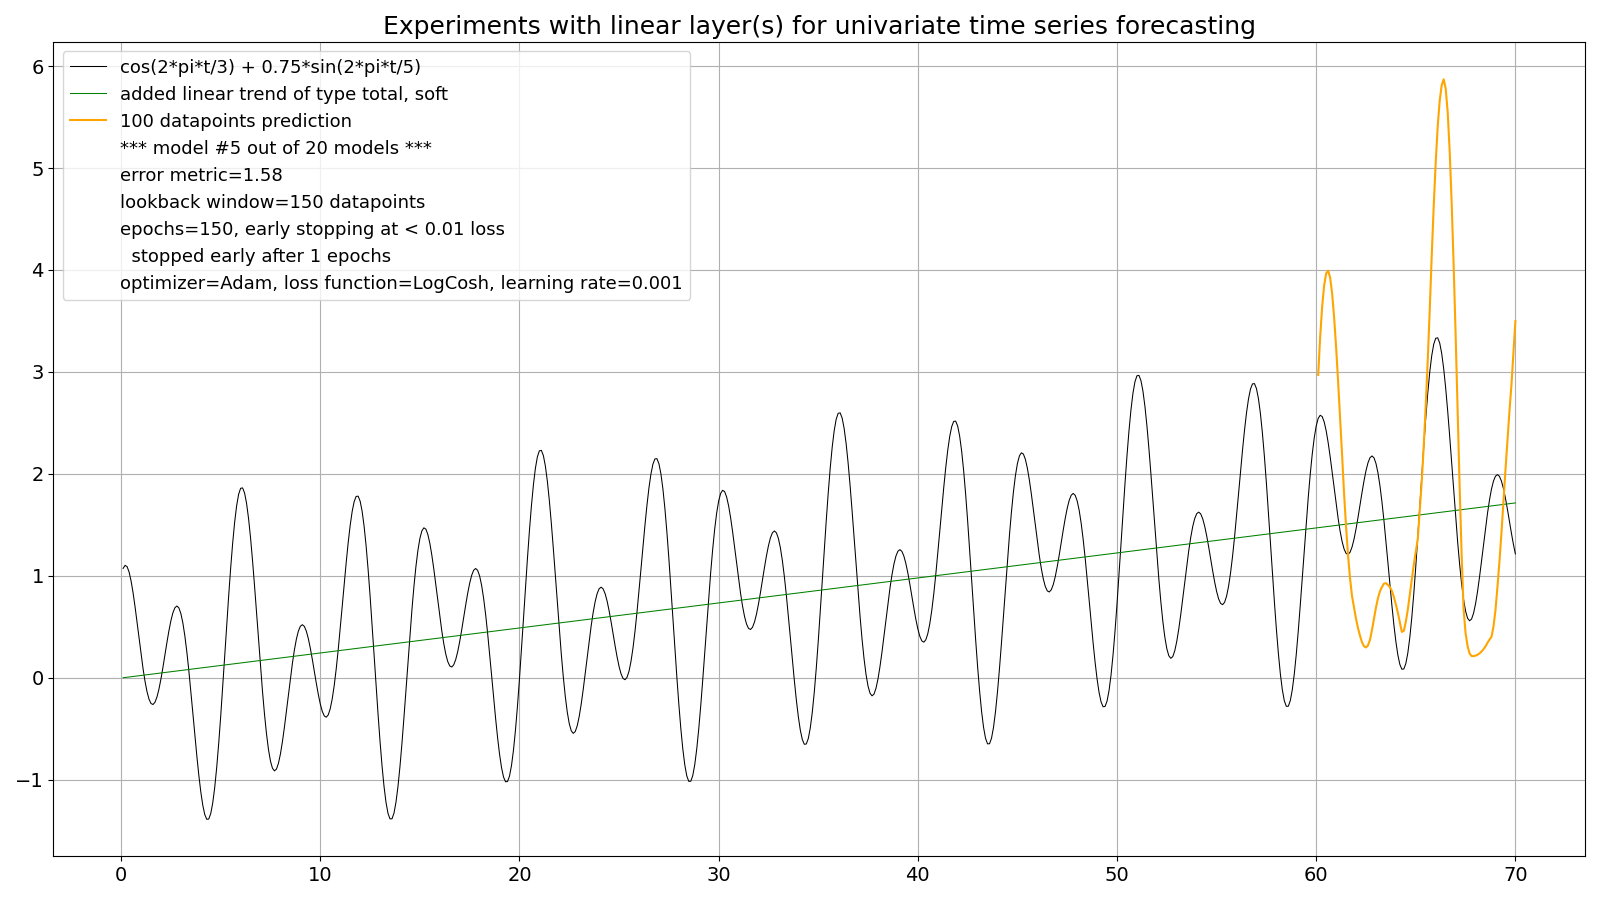 Experiments with linear layer(s) for univariate time series forecasting
cos(2*pi*t/3) + 0.75*sin(2*pi*t/5)
added linear trend of type total, soft
100 datapoints prediction
*** model #5 out of 20 models ***
error metric=1.58
lookback window=150 datapoints
epochs=150, early stopping at < 0.01 loss
stopped early after 1 epochs
optimizer=Adam, loss function=LogCosh, learning rate=0.001
6
5
4
3
2
1
0
−1
0 10 20 30 40 50 60 70